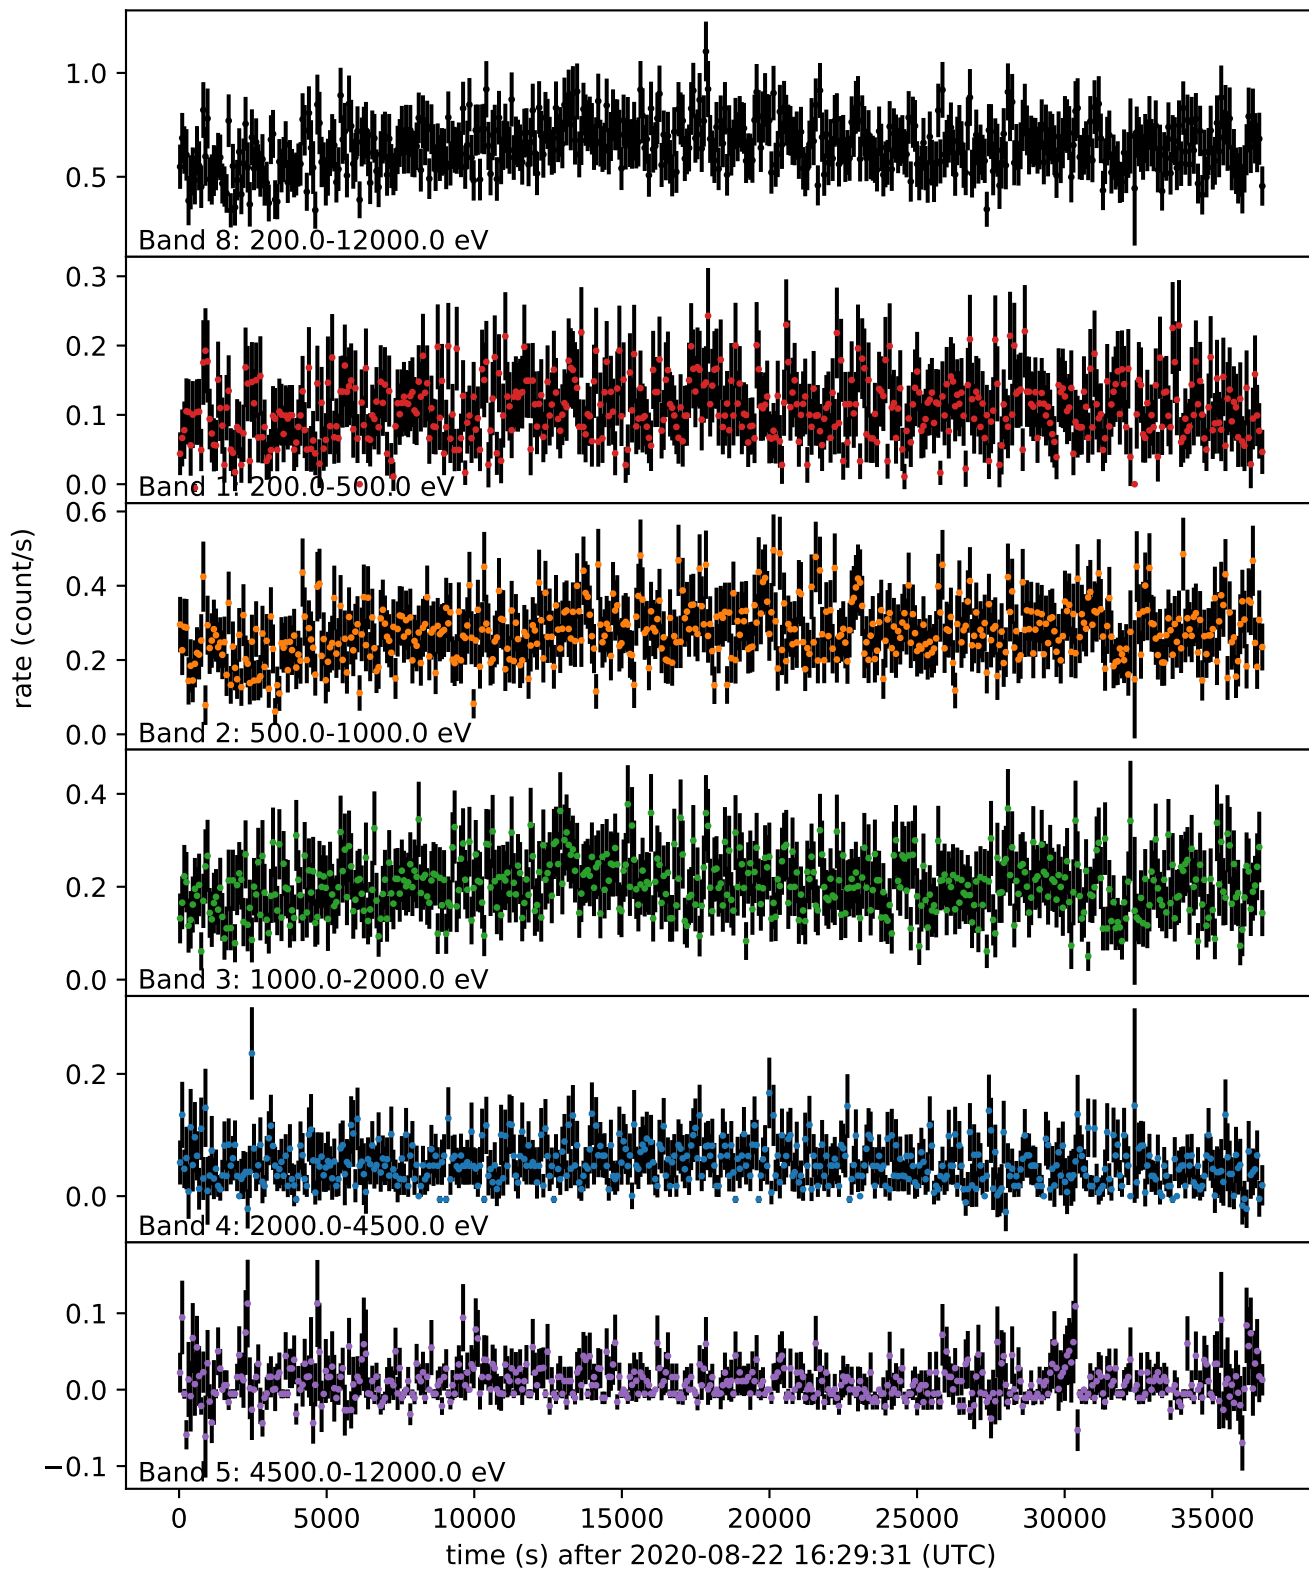 1.0
0.5
Band 8: 200.0-12000.0 eV
0.3
0.2
0.1
0.0
Band 1: 200.0-500.0 eV
0.6
0.4
0.2
0.0
Band 2: 500.0-1000.0 eV
rate (count/s)
0.4
0.2
0.0
Band 3: 1000.0-2000.0 eV
0.2
0.0
Band 4: 2000.0-4500.0 eV
0.1
0.0
−0.1
Band 5: 4500.0-12000.0 eV
0 5000 10000 15000 20000 25000 30000 35000
time (s) after 2020-08-22 16:29:31 (UTC)